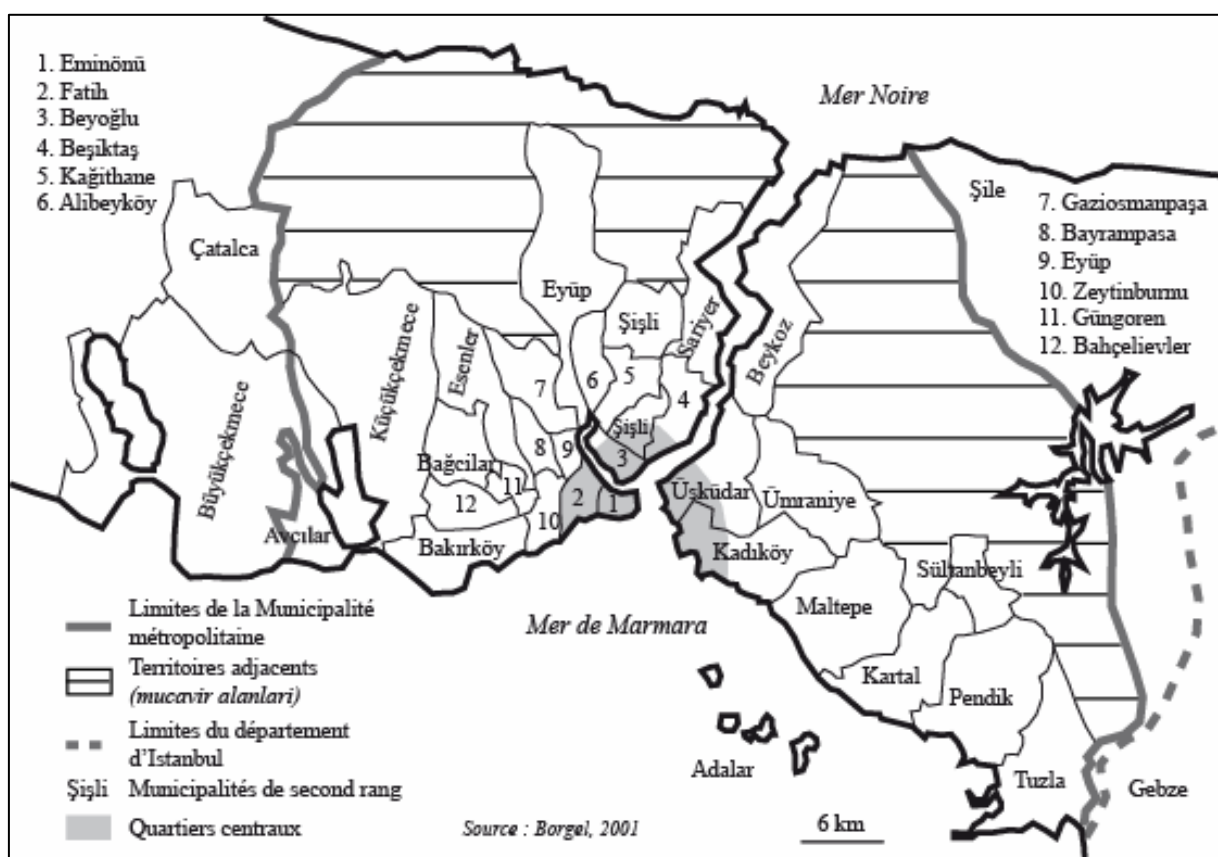 1. Eminönü
2. Fatih
3. Beyoğlu
4. Beşiktaş
5. Kağithane
6. Alibeyköy
Mer Noire
Şile
7. Gaziosmanpaşa
8. Bayrampasa
9. Eyüp
10. Zeytinburnu
11. Güngoren
12. Bahçelievler
Çatalca
Eyüp
Şişli
Sariyer
Beykoz
Büyükçekmece
Küçükçekmece
Esenler
7
6
5
4
Şişli
8
9
3
Bağcilar
11
12
10
2
1
Avcılar
Bakırköy
Üsküdar
Ümraniye
Kadıköy
Sültanbeyli
Maltepe
Kartal
Pendik
Tuzla
Gebze
Mer de Marmara
Adalar
Limites de la Municipalité
métropolitaine
Territoires adjacents
(mucavir alanlari)
Limites du département
d'Istanbul
Şişli Municipalités de second rang
Quartiers centraux
Source : Borgel, 2001
6 km